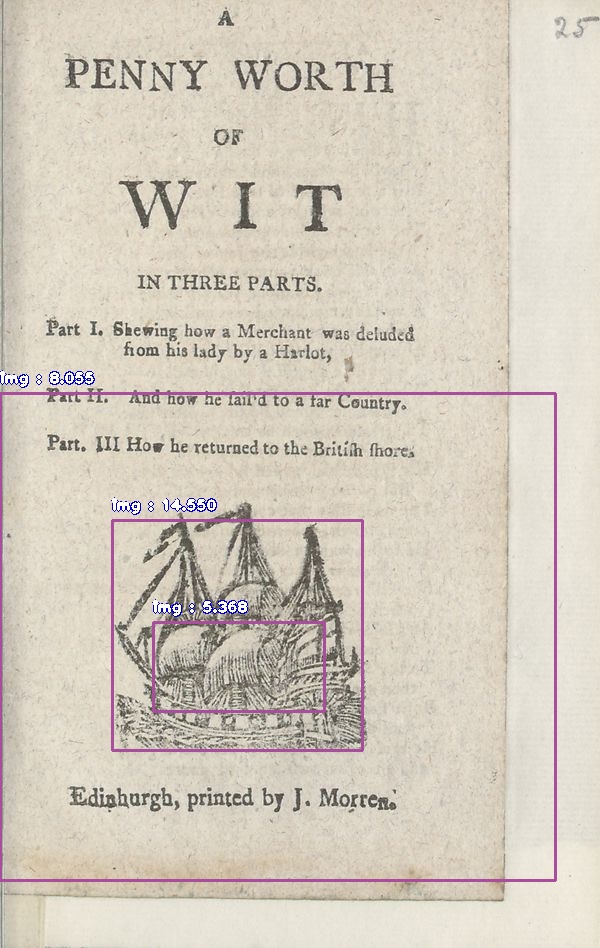 25
A
PENNY WORTH
OF
WIT
IN THREE PARTS.
Part I. Shewing how a Merchant was deluded
from his lady by a Harlot,
img : 8.055
Part II. And how he sail'd to a far Country.
Part. III How he returned to the Britiſh ſhore.
img : 14.550
img : 5.368
Edinburgh, printed by J. Morren.